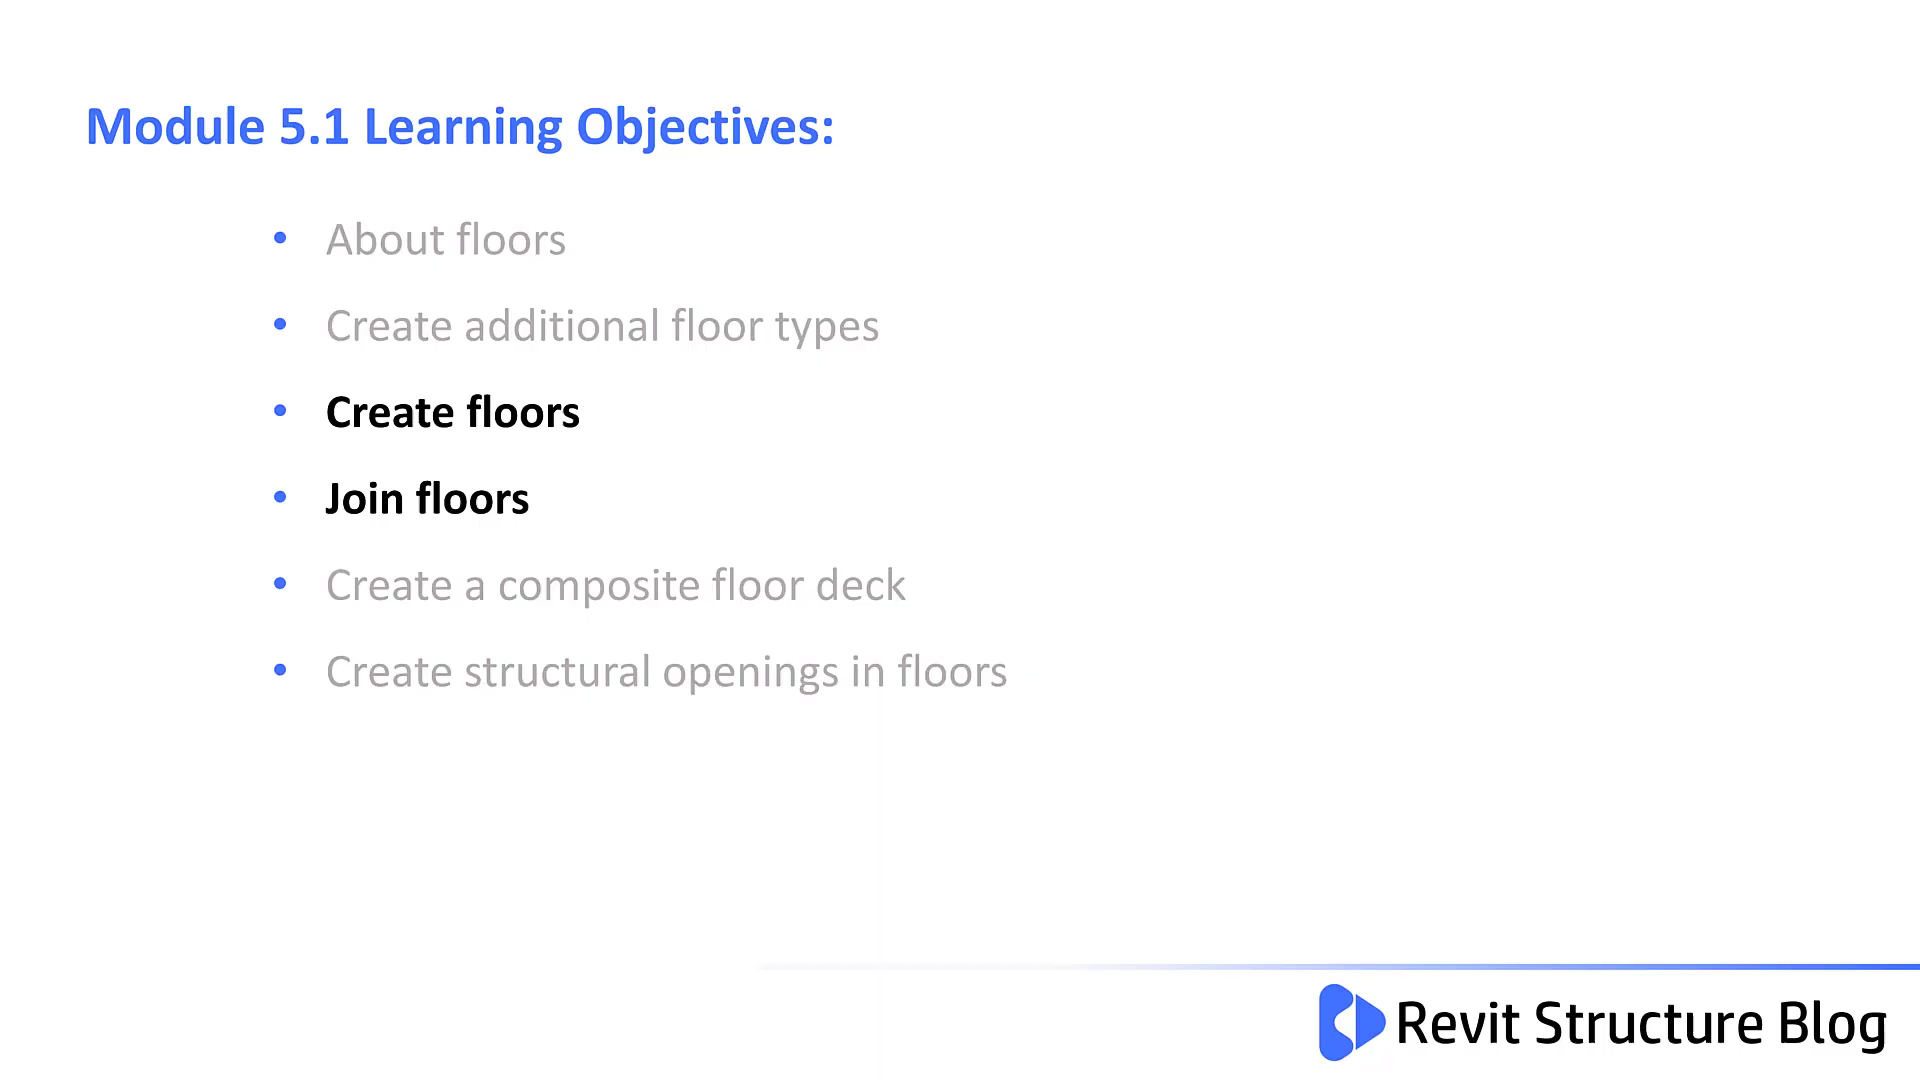 Module 5.1 Learning Objectives:
• About floors
• Create additional floor types
• Create floors
• Join floors
• Create a composite floor deck
• Create structural openings in floors
Revit Structure Blog